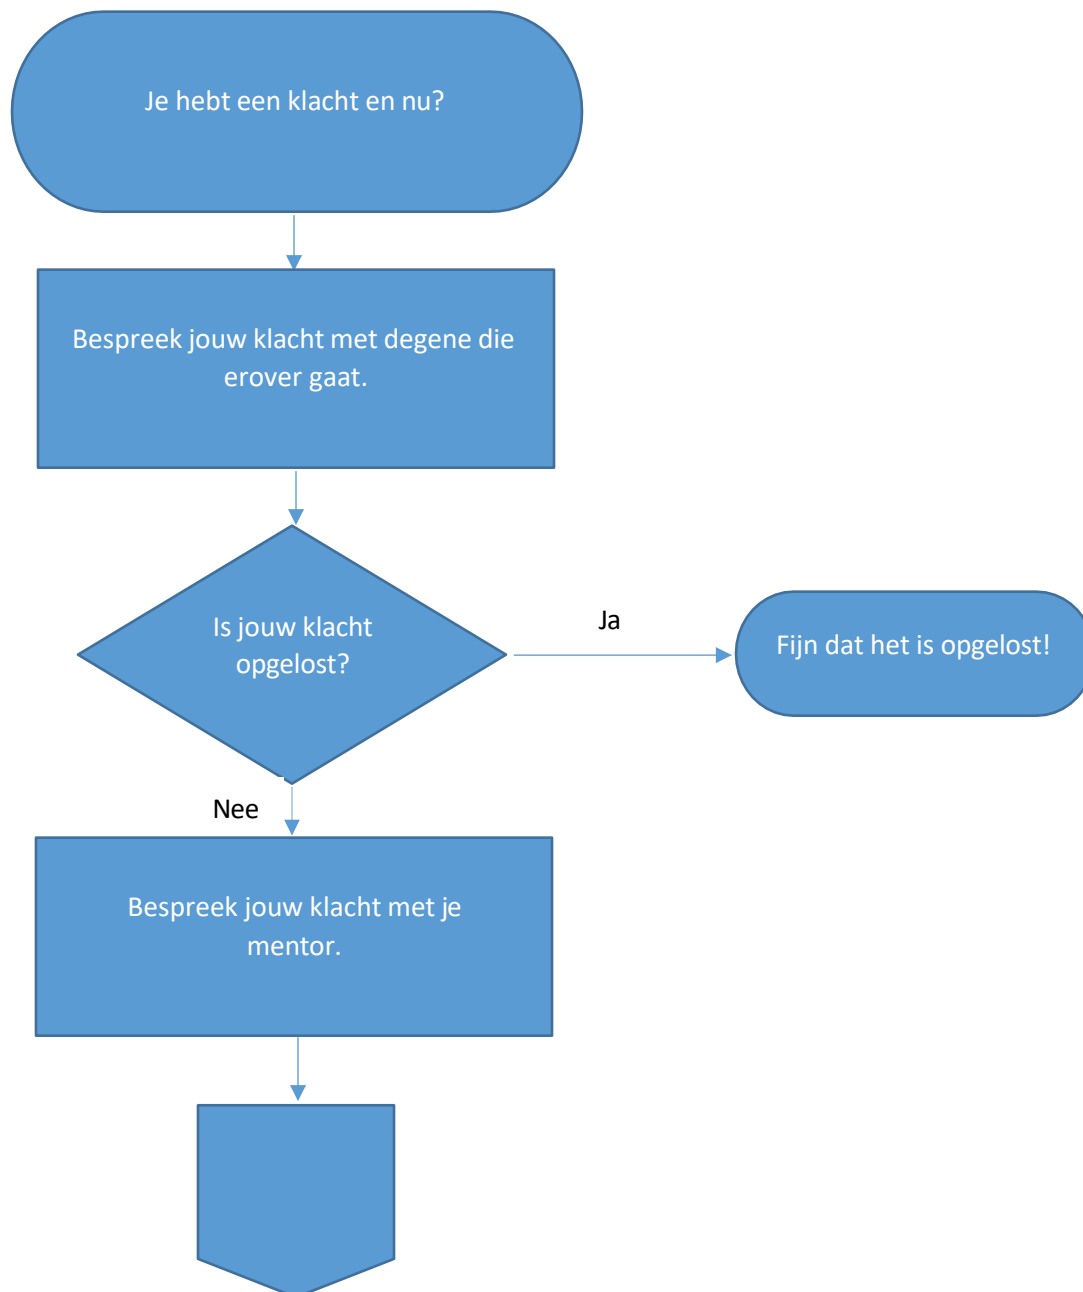 Je hebt een klacht en nu?
Bespreek jouw klacht met degene die
erover gaat.
Is jouw klacht
opgelost?
Ja
Fijn dat het is opgelost!
Nee
Bespreek jouw klacht met je
mentor.